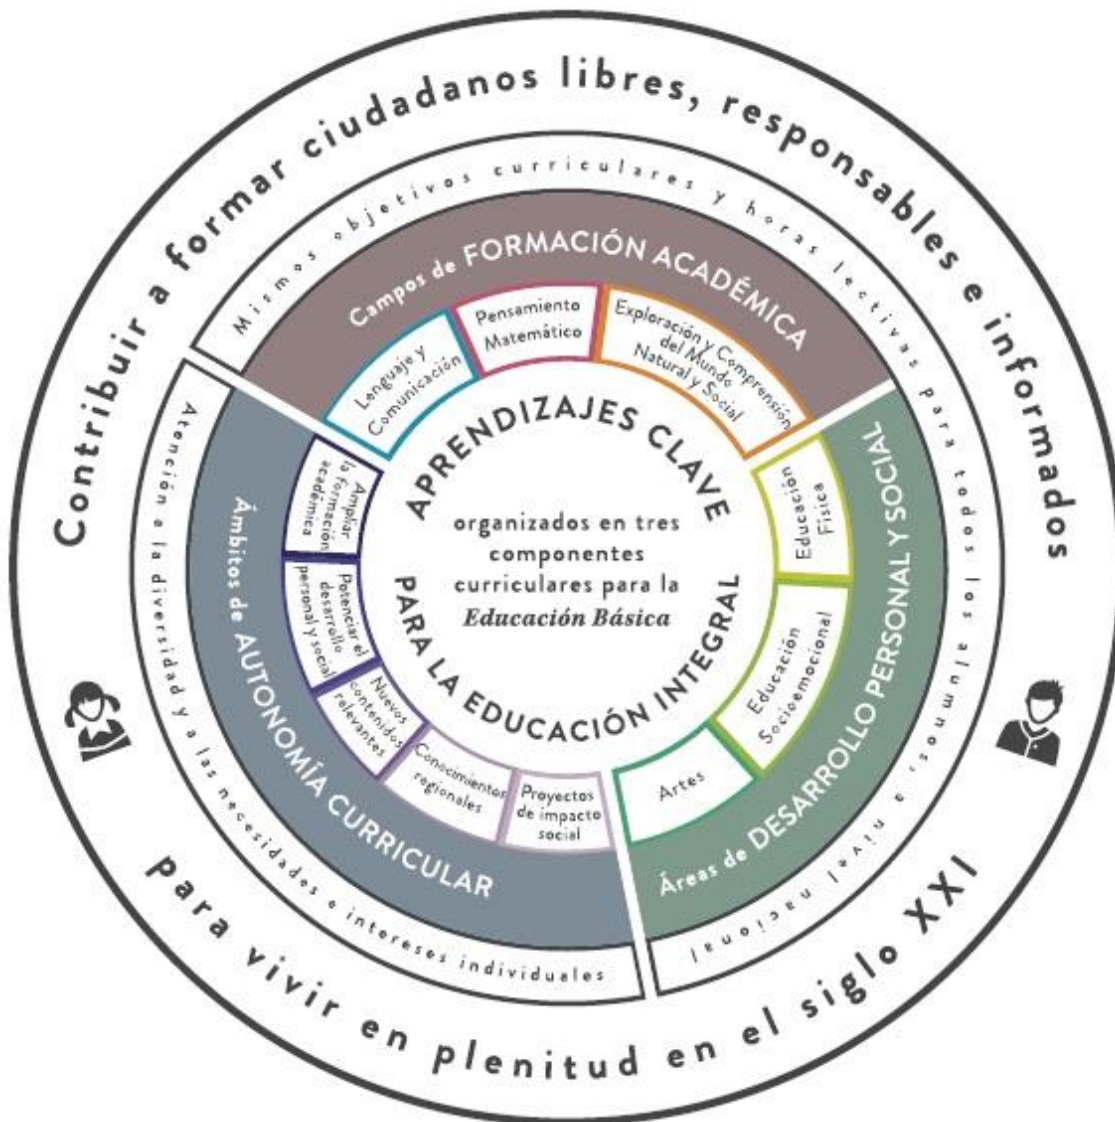 Contribuir a formar ciudadanos libres, responsables e informados
para vivir en plenitud en el siglo XXI
Mismos objetivos curriculares y horas lectivas para todos los alumnos, a nivel nacional
Atención a la diversidad y a las necesidades e intereses individuales
Campos de FORMACIÓN ACADÉMICA
Lenguaje y
Comunicación
Pensamiento
Matemático
Exploración y Comprensión
del Mundo
Natural y Social
Áreas de DESARROLLO PERSONAL Y SOCIAL
Educación
Física
Educación
Socioemocional
Artes
Ámbitos de AUTONOMÍA CURRICULAR
Ampliar
la formación
académica
Potenciar el
desarrollo
personal y social
Nuevos
contenidos
relevantes
Conocimientos
regionales
Proyectos
de impacto
social
APRENDIZAJES CLAVE
organizados en tres
componentes
curriculares para la
Educación Básica
PARA LA EDUCACIÓN INTEGRAL